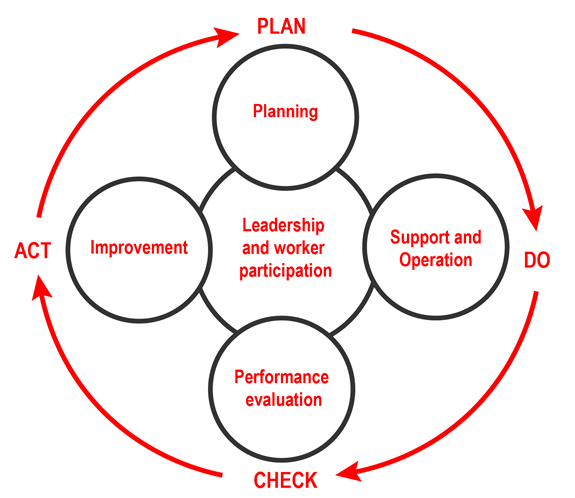 PLAN
Planning
Leadership
and worker
participation
Improvement
Support and
Operation
ACT
DO
Performance
evaluation
CHECK